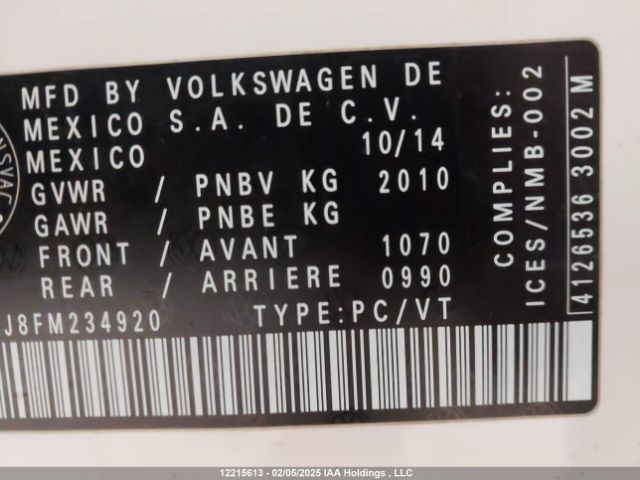 MFD BY VOLKSWAGEN DE
MEXICO S.A. DE C.V.
MEXICO 10/14
GVWR / PNBV KG 2010
GAWR / PNBE KG
FRONT / AVANT 1070
REAR / ARRIERE 0990
J8FM234920 TYPE:PC/VT
COMPLIES:
ICES/NMB-002
4126536 3002 M
12215613 - 02/05/2025 IAA Holdings , LLC